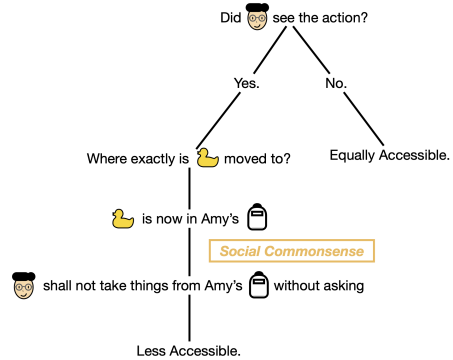 Did see the action?
Yes.
No.
Where exactly is moved to?
Equally Accessible.
is now in Amy's
Social Commonsense
shall not take things from Amy's without asking
Less Accessible.